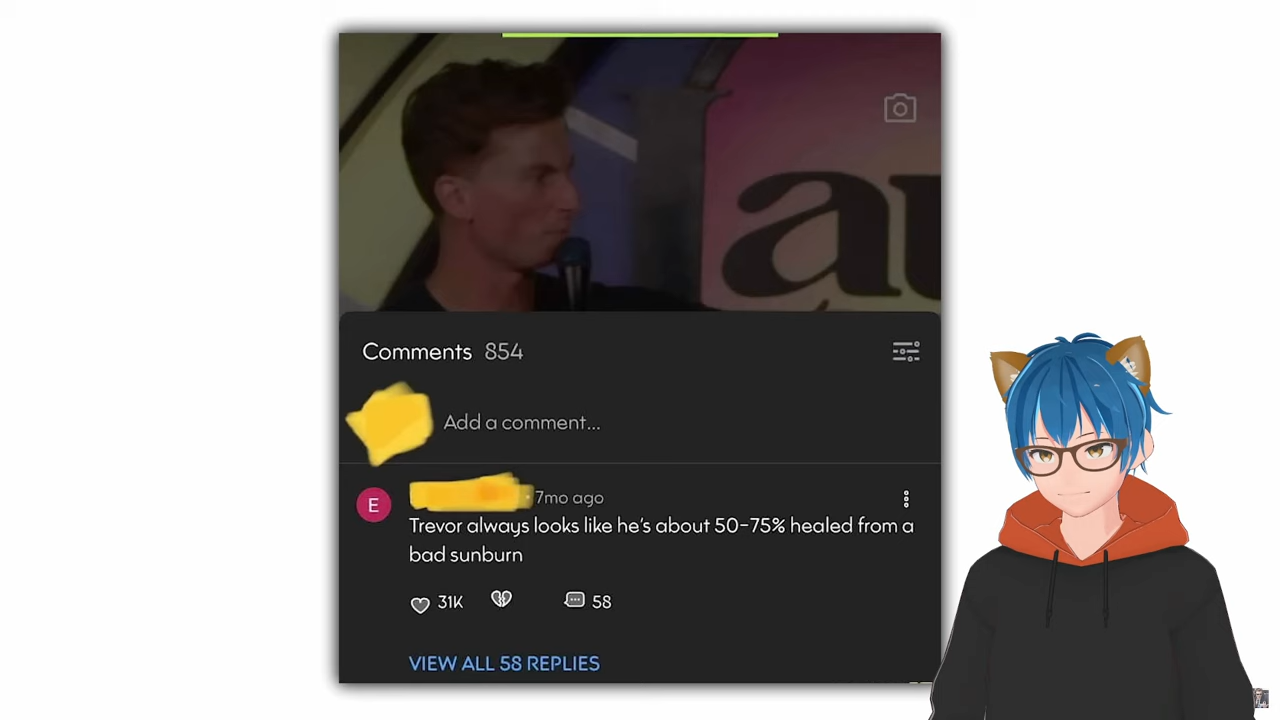 au
Comments 854
Add a comment...
E
7mo ago
Trevor always looks like he's about 50-75% healed from a
bad sunburn
31K
58
VIEW ALL 58 REPLIES